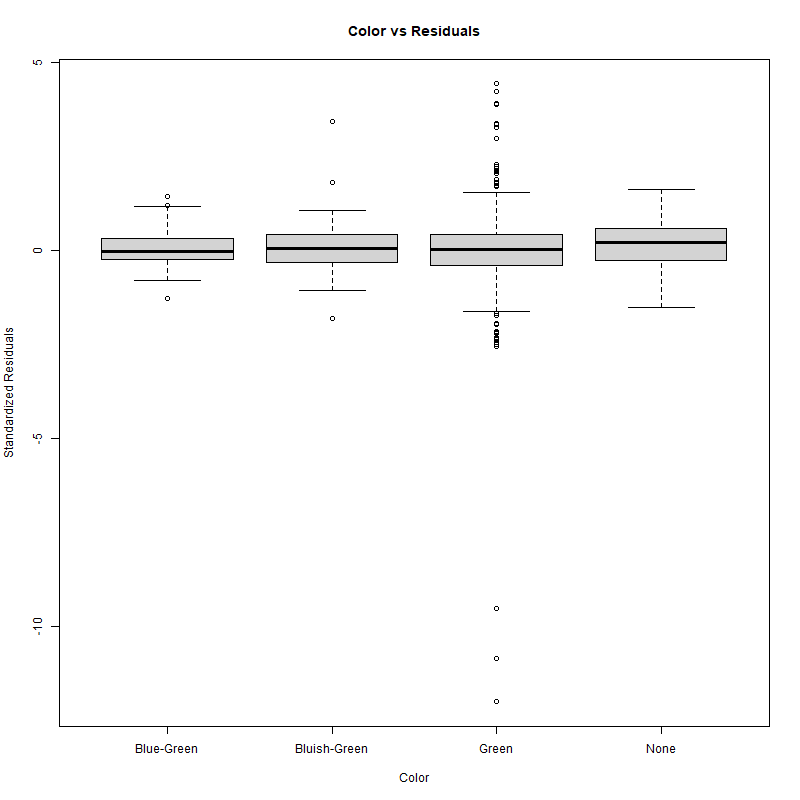 Color vs Residuals
Standardized Residuals
5
0
-5
-10
Blue-Green
Bluish-Green
Green
None
Color